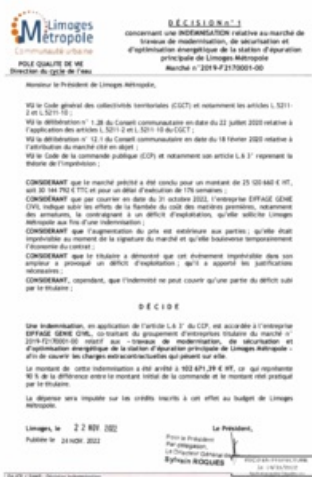 Limoges
Métropole
Communauté urbaine
POLE QUALITE DE VIE
Direction du cycle de l'eau
DÉCISION n° 1
concernant une INDEMNISATION relative au marché de
travaux de modernisation, de sécurisation et
d'optimisation énergétique de la station d'épuration
principale de Limoges Métropole
Marché n°2019-F2170001-00
Monsieur le Président de Limoges Métropole,
VU le Code général des collectivités territoriales (CGCT) et notamment les articles L. 5211-
2 et L.5211-10 ;
VU la délibération n° 1.28 du Conseil communautaire en date du 22 juillet 2020 relative à
l'application des articles L.5211-2 et L.5211-10 du CGCT ;
VU la délibération n° 12.1 du Conseil communautaire en date du 18 février 2020 relative à
l'attribution du marché cité en objet ;
VU le Code de la commande publique (CCP) et notamment son article L.6 3° reprenant la
théorie de l'imprévision ;
CONSIDERANT que le marché précité a été conclu pour un montant de 25 120 660 € HT,
soit 30 144 792 € TTC et pour un délai d'exécution de 176 semaines ;
CONSIDERANT que par courrier en date du 31 octobre 2022, l'entreprise EIFFAGE GENIE
CIVIL, indique subir les effets de la flambée du coût des matières premières, notamment
des armatures, la contraignant à un déficit d'exploitation, qu'elle sollicite Limoges
Métropole aux fins d'une indemnisation ;
CONSIDERANT que l'augmentation du prix est extérieure aux parties ; qu'elle était
imprévisible au moment de la signature du marché et qu'elle bouleverse temporairement
l'économie du contrat ;
CONSIDERANT que le titulaire a démontré que cet évènement imprévisible dans son
ampleur a provoqué un déficit d'exploitation ; qu'il a apporté les justifications
nécessaires ;
CONSIDERANT, cependant, que l'indemnité ne peut couvrir qu'une partie du déficit subi
par le titulaire ;
DÉCIDE
Une indemnisation, en application de l'article L.6 3° du CCP, est accordée à l'entreprise
EIFFAGE GENIE CIVIL, co-traitant du groupement d'entreprises titulaire du marché n°
2019-F2170001-00 relatif aux « travaux de modernisation, de sécurisation et
d'optimisation énergétique de la station d'épuration principale de Limoges Métropole »
afin de couvrir les charges extracontractuelles qui pèsent sur elle.
Le montant de cette indemnisation a été arrêté à 103 671,39 € HT, ce qui représente
90 % de la différence entre le montant initial de la commande et le montant réel pratiqué
par le titulaire.
La dépense sera imputée sur les crédits inscrits à cet effet au budget de Limoges
Métropole.
Limoges, le 22 NOV. 2022
Le Président,
Publiée le 24 NOV. 2022
Pour le Président
Par délégation,
Le Directeur Général
Sylvain ROQUES